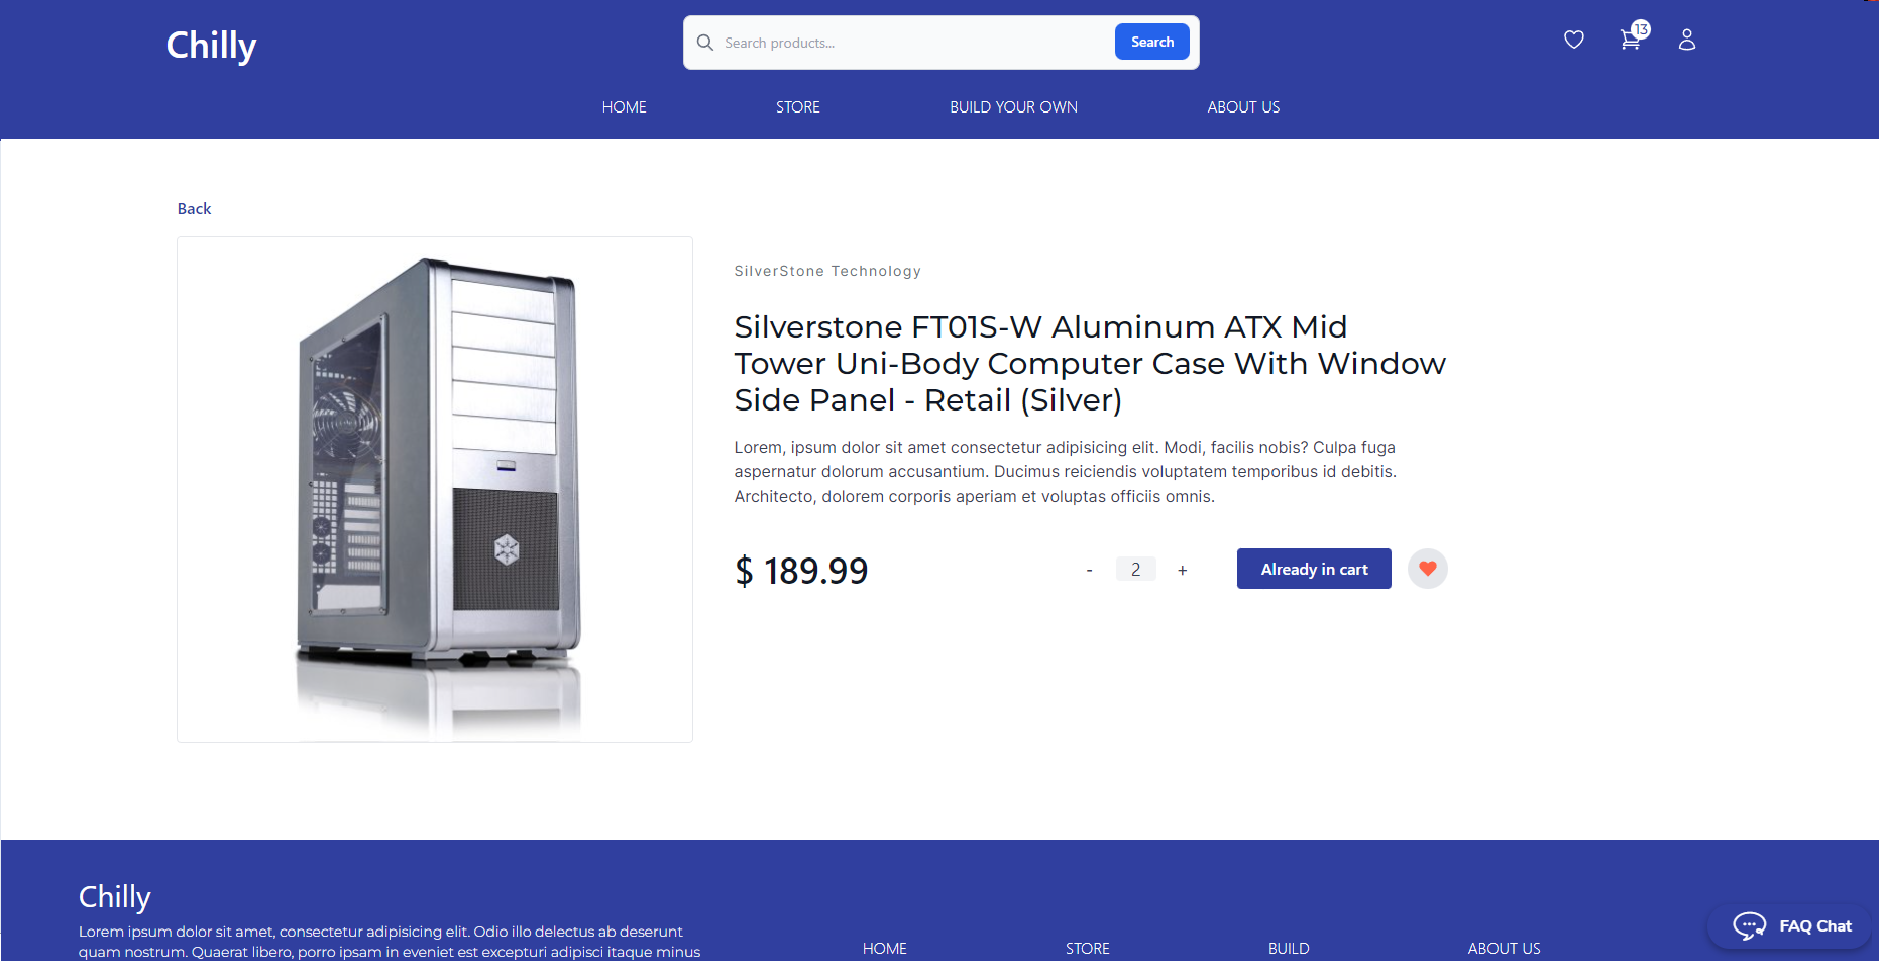 Chilly
Search products...
Search
13
HOME
STORE
BUILD YOUR OWN
ABOUT US
Back
SilverStone Technology
Silverstone FT01S-W Aluminum ATX Mid
Tower Uni-Body Computer Case With Window
Side Panel - Retail (Silver)
Lorem, ipsum dolor sit amet consectetur adipisicing elit. Modi, facilis nobis? Culpa fuga
aspernatur dolorum accusantium. Ducimus reiciendis voluptatem temporibus id debitis.
Architecto, dolorem corporis aperiam et voluptas officiis omnis.
$ 189.99
- 2 +
Already in cart
Chilly
Lorem ipsum dolor sit amet, consectetur adipisicing elit. Odio illo delectus ab deserunt
quam nostrum. Quaerat libero, porro ipsam in eveniet est excepturi adipisci itaque minus
HOME
STORE
BUILD
ABOUT US
FAQ Chat